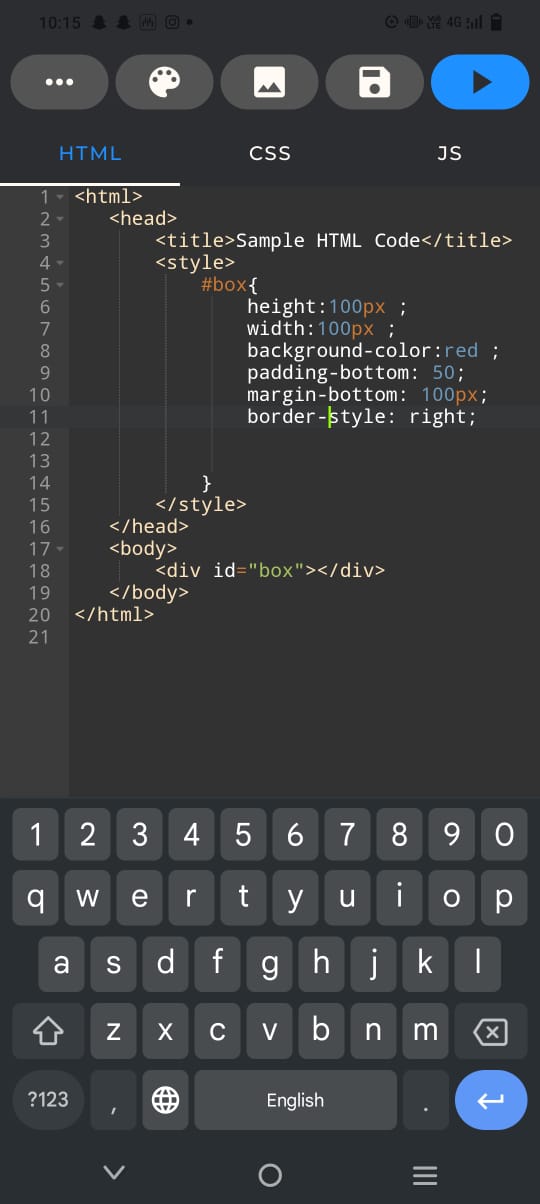 10:15 VoI LTE 4G
HTML CSS JS
1 <html>
2 <head>
3 <title>Sample HTML Code</title>
4 <style>
5 #box{
6 height:100px ;
7 width:100px ;
8 background-color:red ;
9 padding-bottom: 50;
10 margin-bottom: 100px;
11 border-style: right;
12
13
14 }
15 </style>
16 </head>
17 <body>
18 <div id="box"></div>
19 </body>
20 </html>
21
1 2 3 4 5 6 7 8 9 0
q w e r t y u i o p
a s d f g h j k l
z x c v b n m
?123 , English .